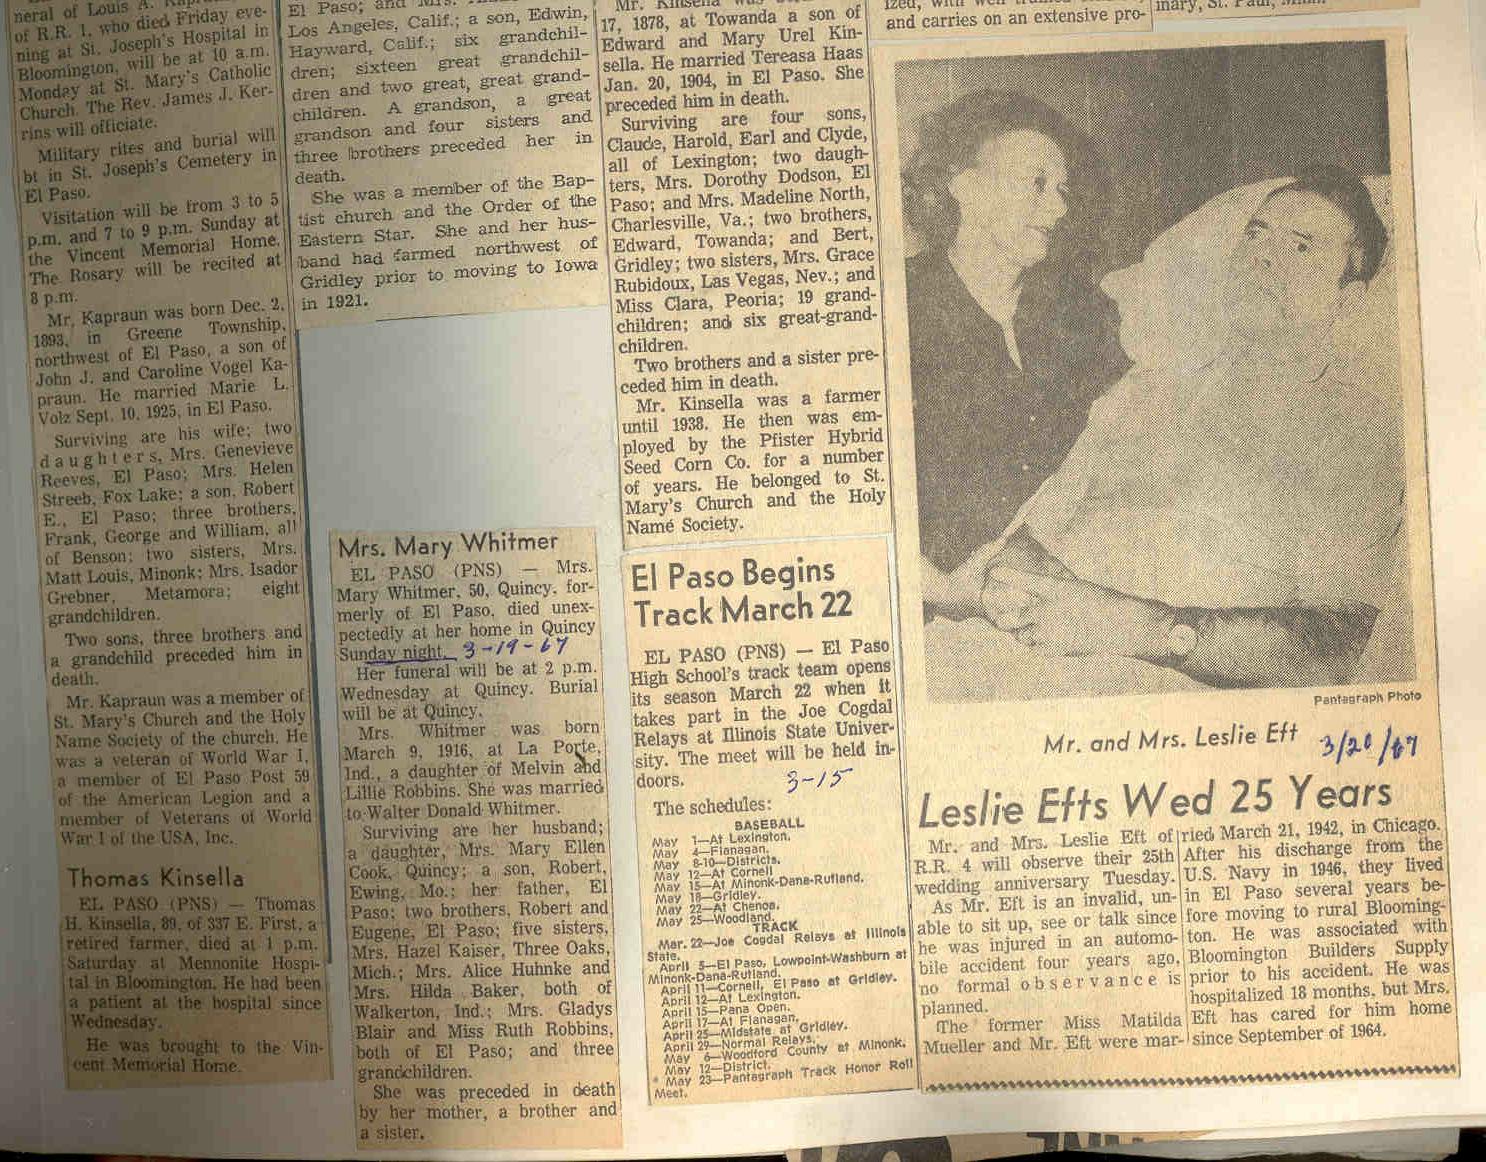 neral of Louis A.
of R.R. 1, who died Friday eve-
ning at St. Joseph's Hospital in
Bloomington, will be at 10 a.m.
Monday at St. Mary's Catholic
Church. The Rev. James J. Ker-
rins will officiate.
Military rites and burial will
bt in St. Joseph's Cemetery in
El Paso.
Visitation will be from 3 to 5
p.m. and 7 to 9 p.m. Sunday at
the Vincent Memorial Home.
The Rosary will be recited at
8 p.m.
Mr. Kapraun was born Dec. 2,
1893, in Greene Township,
northwest of El Paso, a son of
John J. and Caroline Vogel Ka-
praun. He married Marie L.
Volz Sept. 10, 1925, in El Paso.
Surviving are his wife; two
daughters, Mrs. Genevieve
Reeves, El Paso; Mrs. Helen
Streeb, Fox Lake; a son, Robert
E., El Paso; three brothers,
Frank, George and William, all
of Benson; two sisters, Mrs.
Matt Louis, Minonk; Mrs. Isador
Grebner, Metamora; eight
grandchildren.
Two sons, three brothers and
a grandchild preceded him in
death.
Mr. Kapraun was a member of
St. Mary's Church and the Holy
Name Society of the church. He
was a veteran of World War I,
a member of El Paso Post 59
of the American Legion and a
member of Veterans of World
War I of the USA, Inc.
Thomas Kinsella
EL PASO (PNS) — Thomas
H. Kinsella, 89, of 337 E. First, a
retired farmer, died at 1 p.m.
Saturday at Mennonite Hospi-
tal in Bloomington. He had been
a patient at the hospital since
Wednesday.
He was brought to the Vin-
cent Memorial Home.
El Paso; and Mrs.
Los Angeles, Calif.; a son, Edwin,
Hayward, Calif.; six grandchil-
dren; sixteen great grandchil-
dren and two great, great grand-
children. A grandson, a great
grandson and four sisters and
three brothers preceded her in
death.
She was a member of the Bap-
tist church and the Order of the
Eastern Star. She and her hus-
band had farmed northwest of
Gridley prior to moving to Iowa
in 1921.
Mrs. Mary Whitmer
EL PASO (PNS) — Mrs.
Mary Whitmer, 50, Quincy, for-
merly of El Paso, died unex-
pectedly at her home in Quincy
Sunday night. 3-19-67
Her funeral will be at 2 p.m.
Wednesday at Quincy. Burial
will be at Quincy.
Mrs. Whitmer was born
March 9, 1916, at La Porte,
Ind., a daughter of Melvin and
Lillie Robbins. She was married
to Walter Donald Whitmer.
Surviving are her husband;
a daughter, Mrs. Mary Ellen
Cook, Quincy; a son, Robert,
Ewing, Mo.; her father, El
Paso; two brothers, Robert and
Eugene, El Paso; five sisters,
Mrs. Hazel Kaiser, Three Oaks,
Mich.; Mrs. Alice Huhnke and
Mrs. Hilda Baker, both of
Walkerton, Ind.; Mrs. Gladys
Blair and Miss Ruth Robbins,
both of El Paso; and three
grandchildren.
She was preceded in death
by her mother, a brother and
a sister.
Mr. Kinsella was
17, 1878, at Towanda a son of
Edward and Mary Urel Kin-
sella. He married Tereasa Haas
Jan. 20, 1904, in El Paso. She
preceded him in death.
Surviving are four sons,
Claude, Harold, Earl and Clyde,
all of Lexington; two daugh-
ters, Mrs. Dorothy Dodson, El
Paso; and Mrs. Madeline North,
Charlesville, Va.; two brothers,
Edward, Towanda; and Bert,
Gridley; two sisters, Mrs. Grace
Rubidoux, Las Vegas, Nev.; and
Miss Clara, Peoria; 19 grand-
children; and six great-grand-
children.
Two brothers and a sister pre-
ceded him in death.
Mr. Kinsella was a farmer
until 1938. He then was em-
ployed by the Pfister Hybrid
Seed Corn Co. for a number
of years. He belonged to St.
Mary's Church and the Holy
Name Society.
El Paso Begins
Track March 22
EL PASO (PNS) — El Paso
High School's track team opens
its season March 22 when it
takes part in the Joe Cogdal
Relays at Illinois State Univer-
sity. The meet will be held in-
doors. 3-15
The schedules:
BASEBALL
May 1—At Lexington.
May 4—Flanagan.
May 8-10—Districts.
May 12—At Cornell
May 15—At Minonk-Dana-Rutland.
May 18—Gridley.
May 22—At Chenoa.
May 25—Woodland.
TRACK
Mar. 22—Joe Cogdal Relays at Illinois
State.
April 5—El Paso, Lowpoint-Washburn at
Minonk-Dana-Rutland.
April 11—Cornell, El Paso at Gridley.
April 12—At Lexington.
April 15—Pana Open.
April 17—At Flanagan.
April 25—Midstate at Gridley.
April 29—Normal Relays.
May 6—Woodford County at Minonk.
May 12—District.
May 23—Pantagraph Track Honor Roll
Meet.
and carries on an extensive pro-
inary, St. Paul,
Pantagraph Photo
Mr. and Mrs. Leslie Eft 3/20/67
Leslie Efts Wed 25 Years
Mr. and Mrs. Leslie Eft of
R.R. 4 will observe their 25th
wedding anniversary Tuesday.
As Mr. Eft is an invalid, un-
able to sit up, see or talk since
he was injured in an automo-
bile accident four years ago,
no formal observance is
planned.
The former Miss Matilda
Mueller and Mr. Eft were mar-
ried March 21, 1942, in Chicago.
After his discharge from the
U.S. Navy in 1946, they lived
in El Paso several years be-
fore moving to rural Blooming-
ton. He was associated with
Bloomington Builders Supply
prior to his accident. He was
hospitalized 18 months, but Mrs.
Eft has cared for him home
since September of 1964.